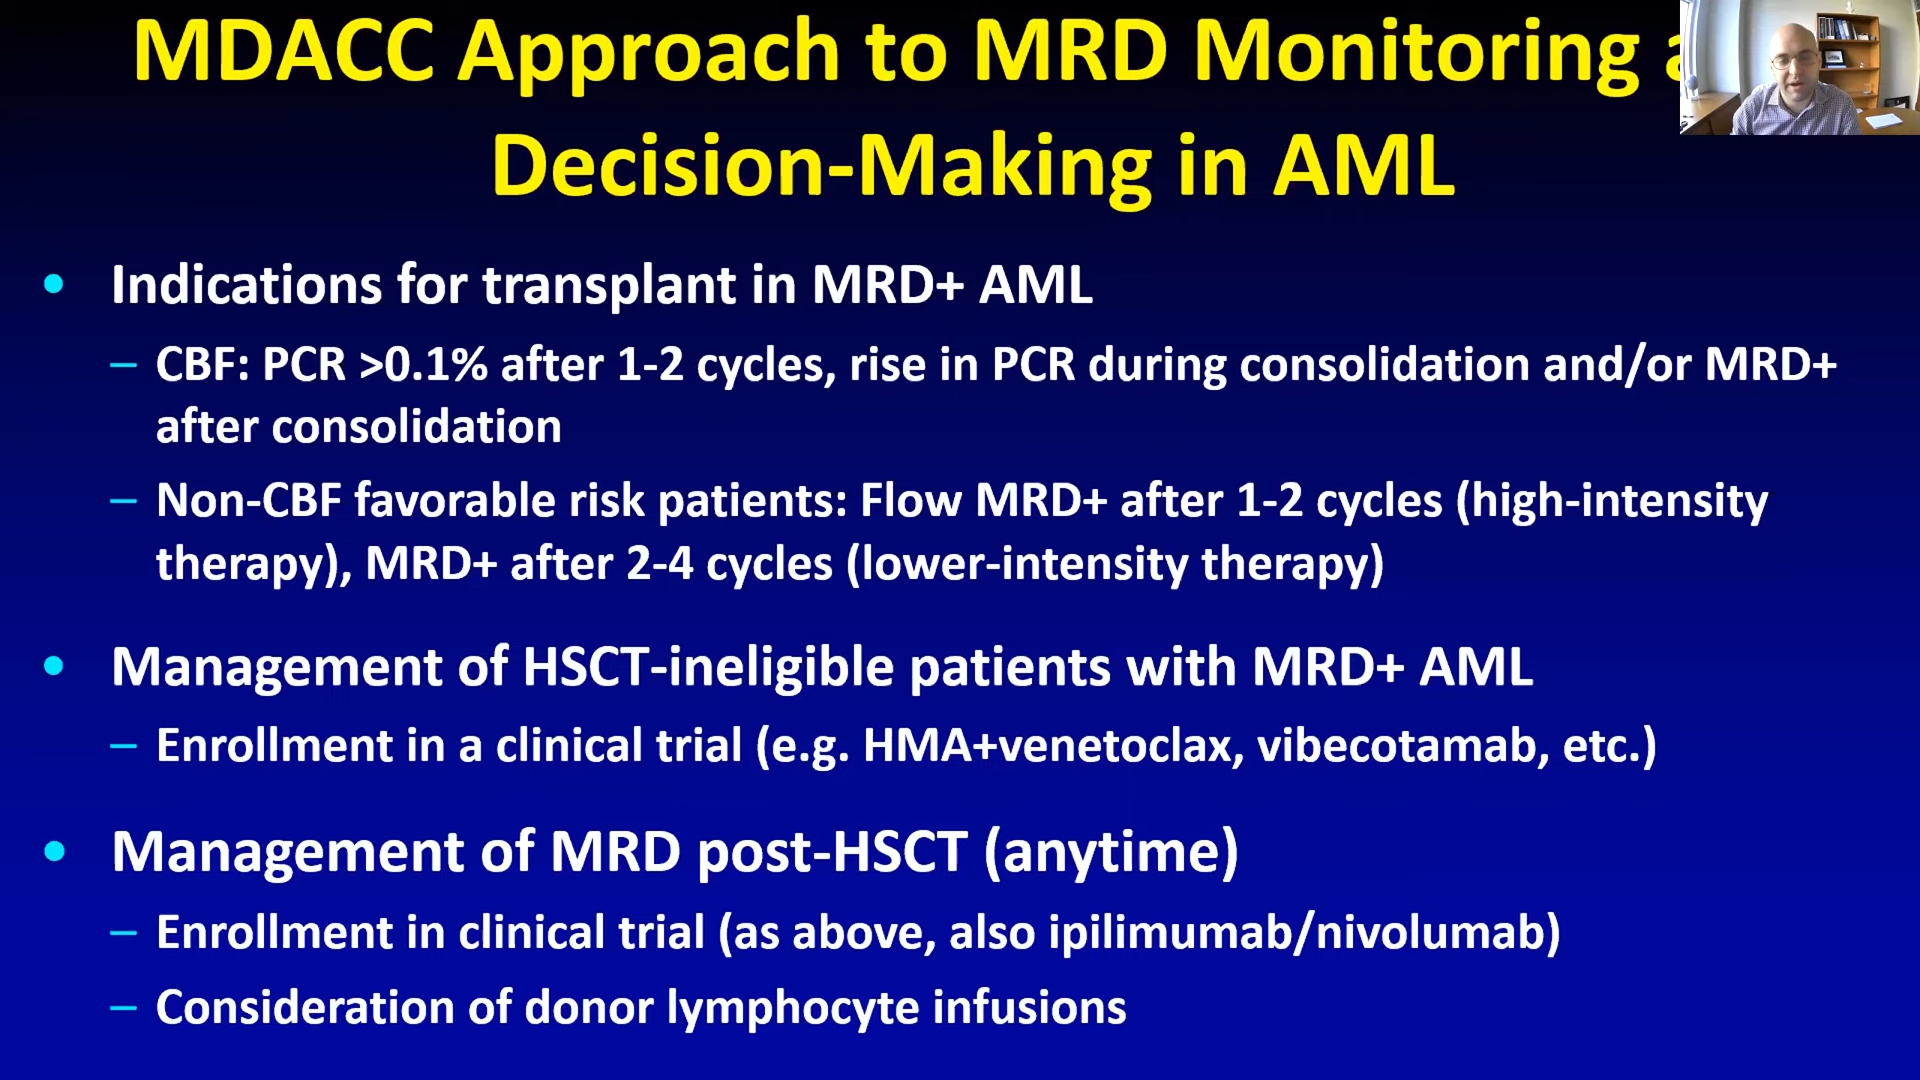 MDACC Approach to MRD Monitoring
Decision-Making in AML
• Indications for transplant in MRD+ AML
– CBF: PCR >0.1% after 1-2 cycles, rise in PCR during consolidation and/or MRD+
after consolidation
– Non-CBF favorable risk patients: Flow MRD+ after 1-2 cycles (high-intensity
therapy), MRD+ after 2-4 cycles (lower-intensity therapy)
• Management of HSCT-ineligible patients with MRD+ AML
– Enrollment in a clinical trial (e.g. HMA+venetoclax, vibecotamab, etc.)
• Management of MRD post-HSCT (anytime)
– Enrollment in clinical trial (as above, also ipilimumab/nivolumab)
– Consideration of donor lymphocyte infusions